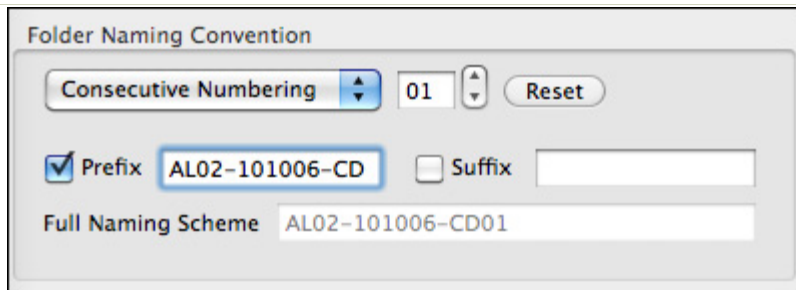 Folder Naming Convention
Consecutive Numbering 01 Reset
Prefix AL02-101006-CD Suffix
Full Naming Scheme AL02-101006-CD01